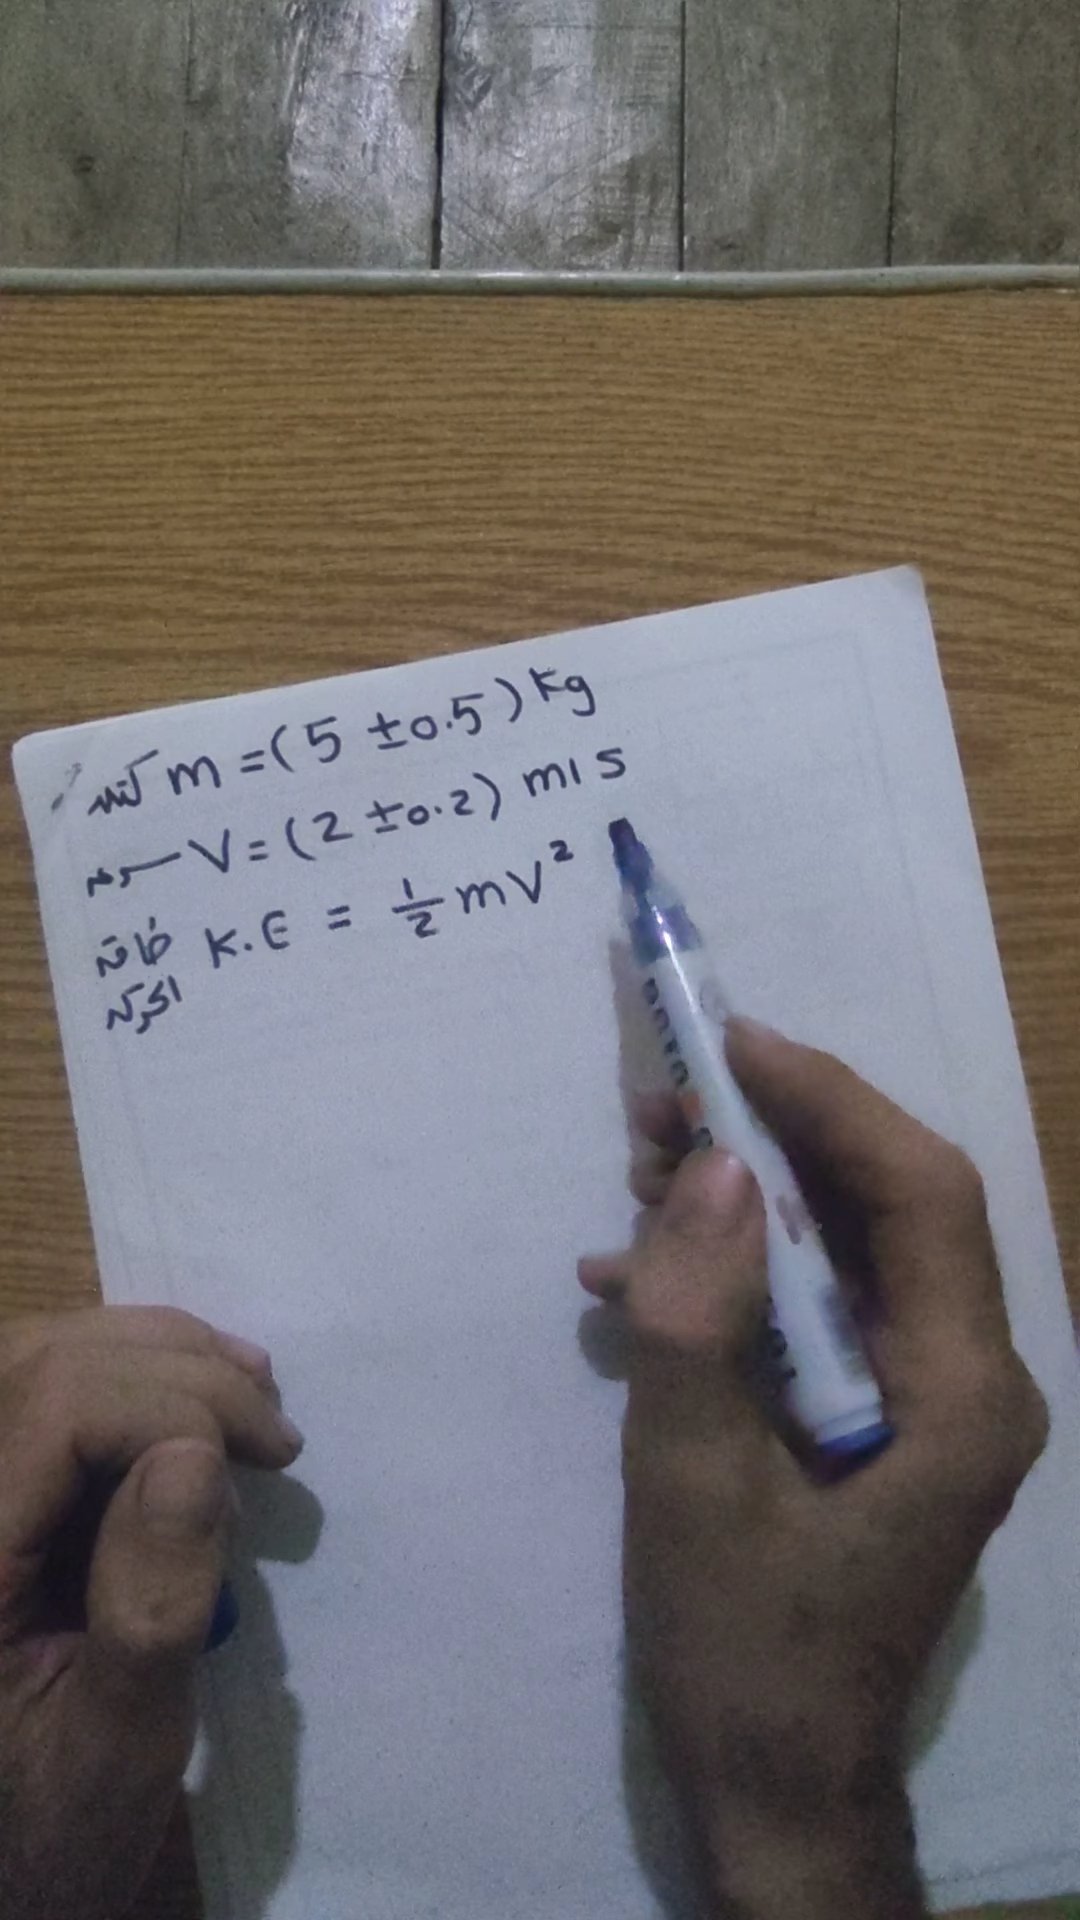 كتلة m = (5 ± 0.5) kg
سرعة V = (2 ± 0.2) m/s
طاقة K.E = 1/2 mV²
الحركة